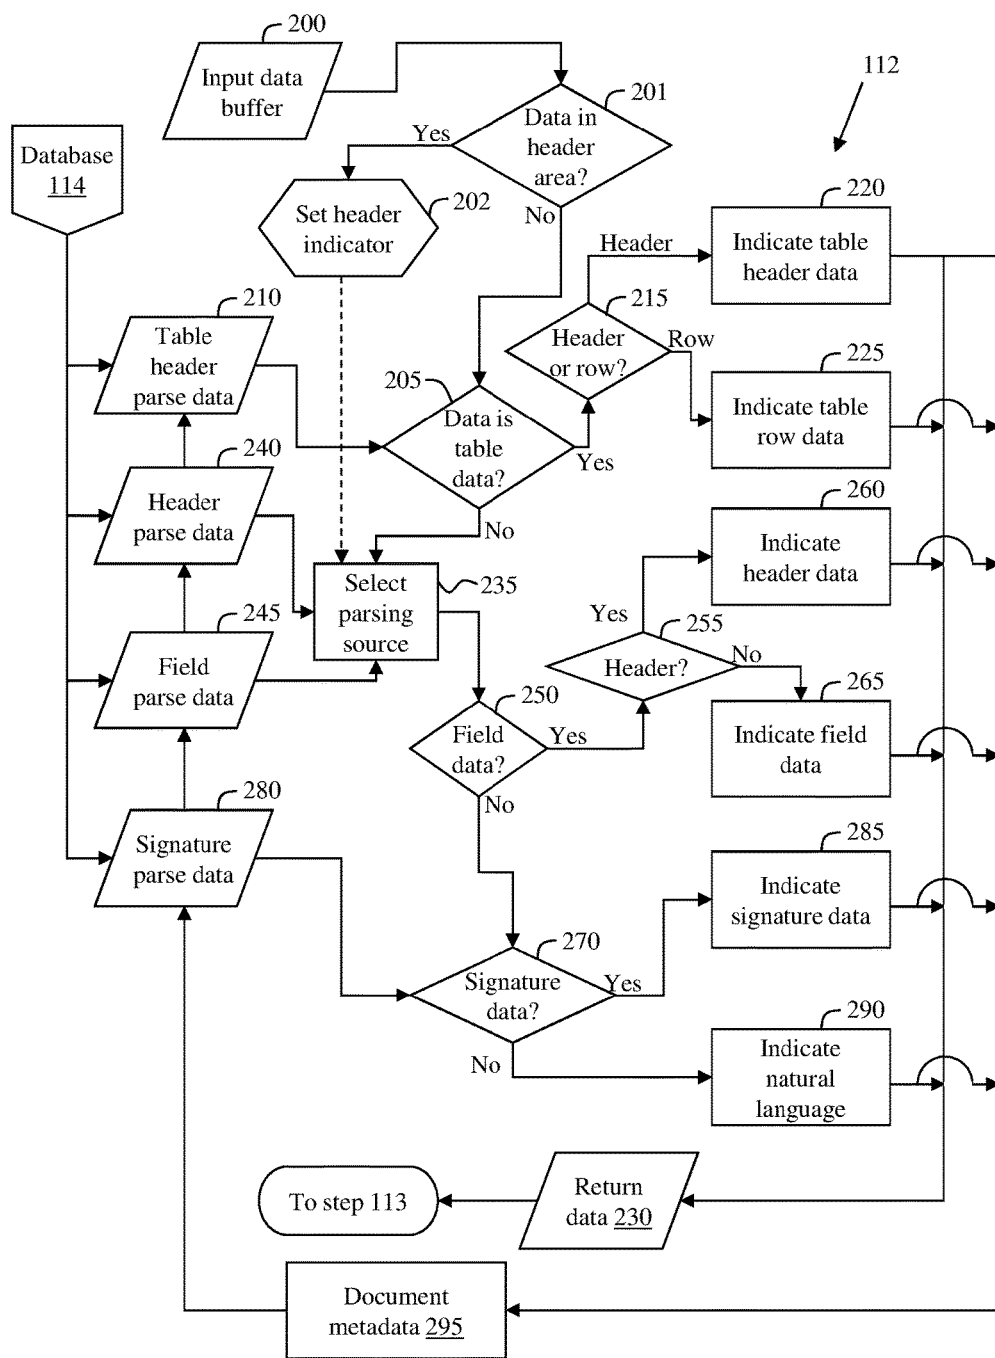 200
Input data
buffer
201
Data in
header
area?
Yes
No
112
Database
114
202
Set header
indicator
220
Indicate table
header data
Header
210
Table
header
parse data
215
Header
or row?
Row
205
Data is
table
data?
Yes
No
225
Indicate table
row data
240
Header
parse data
260
Indicate
header data
235
Select
parsing
source
Yes
255
Header?
No
245
Field
parse data
250
Field
data?
Yes
No
265
Indicate field
data
280
Signature
parse data
285
Indicate
signature data
270
Signature
data?
Yes
No
290
Indicate
natural
language
To step 113
Return
data 230
Document
metadata 295